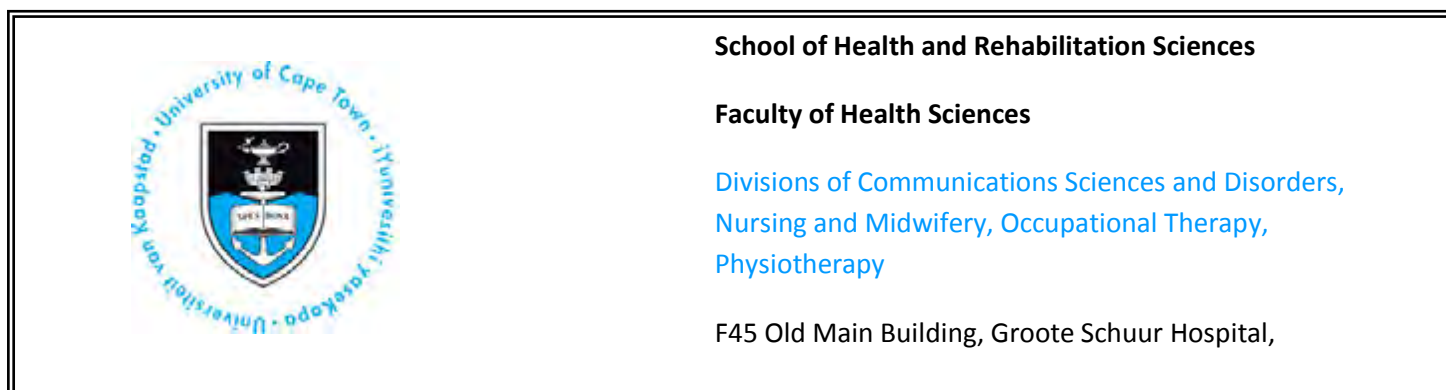 University of Cape Town · iYunivesithi yaseKapa · Universiteit van Kaapstad ·
SPES BONA
School of Health and Rehabilitation Sciences
Faculty of Health Sciences
Divisions of Communications Sciences and Disorders,
Nursing and Midwifery, Occupational Therapy,
Physiotherapy
F45 Old Main Building, Groote Schuur Hospital,